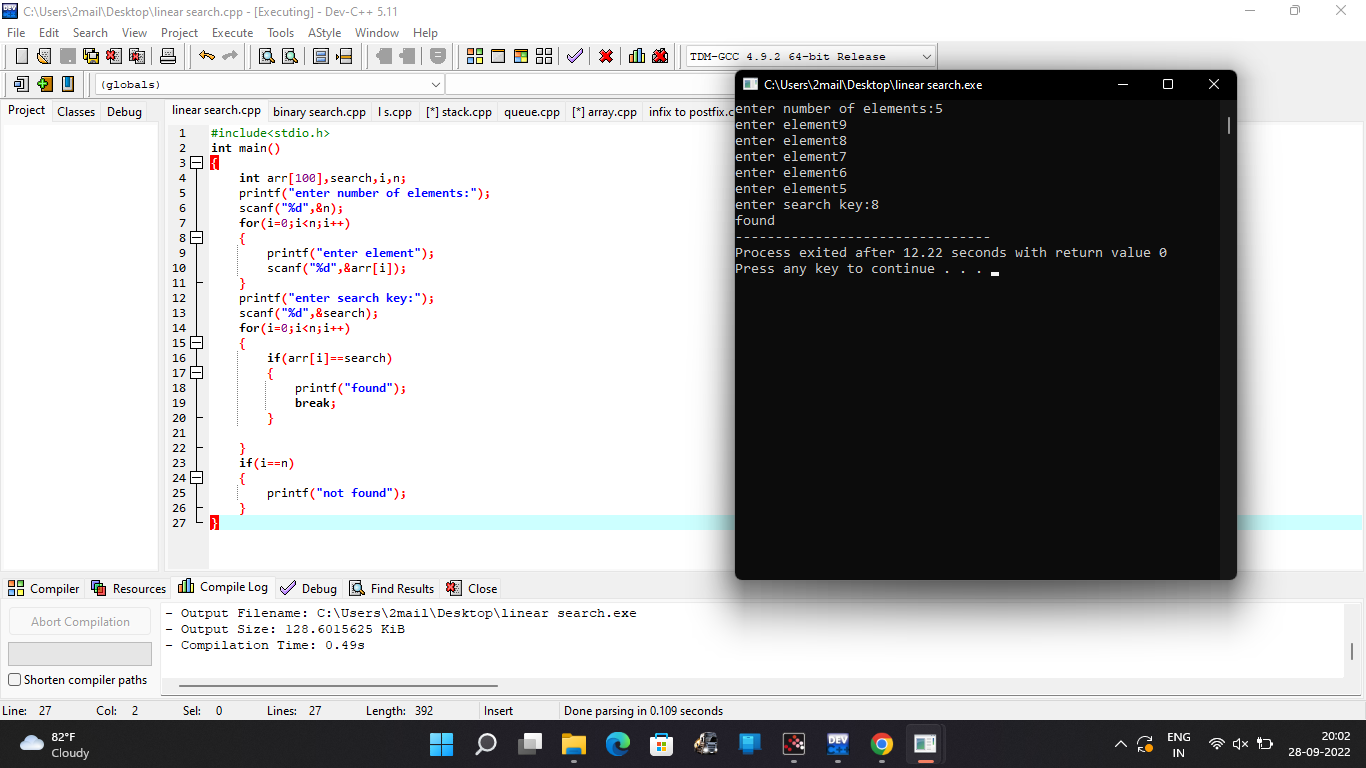 C:\Users\2mail\Desktop\linear search.cpp - [Executing] - Dev-C++ 5.11
File Edit Search View Project Execute Tools AStyle Window Help
TDM-GCC 4.9.2 64-bit Release
(globals)
Project Classes Debug
linear search.cpp binary search.cpp l s.cpp [*] stack.cpp queue.cpp [*] array.cpp infix to postfix.c
1 #include<stdio.h>
2 int main()
3 {
4 int arr[100],search,i,n;
5 printf("enter number of elements:");
6 scanf("%d",&n);
7 for(i=0;i<n;i++)
8 {
9 printf("enter element");
10 scanf("%d",&arr[i]);
11 }
12 printf("enter search key:");
13 scanf("%d",&search);
14 for(i=0;i<n;i++)
15 {
16 if(arr[i]==search)
17 {
18 printf("found");
19 break;
20 }
21
22 }
23 if(i==n)
24 {
25 printf("not found");
26 }
27 }
C:\Users\2mail\Desktop\linear search.exe
enter number of elements:5
enter element9
enter element8
enter element7
enter element6
enter element5
enter search key:8
found
--------------------------------
Process exited after 12.22 seconds with return value 0
Press any key to continue . . .
Compiler Resources Compile Log Debug Find Results Close
Abort Compilation
Shorten compiler paths
- Output Filename: C:\Users\2mail\Desktop\linear search.exe
- Output Size: 128.6015625 KiB
- Compilation Time: 0.49s
Line: 27 Col: 2 Sel: 0 Lines: 27 Length: 392 Insert Done parsing in 0.109 seconds
82°F
Cloudy
DEV
ENG
IN
20:02
28-09-2022